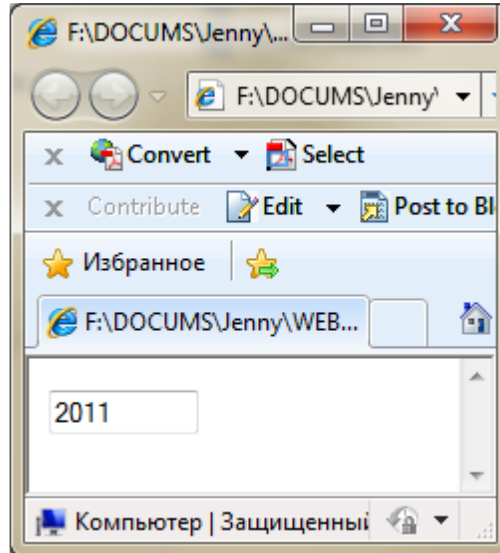 F:\DOCUMS\Jenny\...
F:\DOCUMS\Jenny\
Convert Select
Contribute Edit Post to Bl
Избранное
F:\DOCUMS\Jenny\WEB...
2011
Компьютер | Защищенный